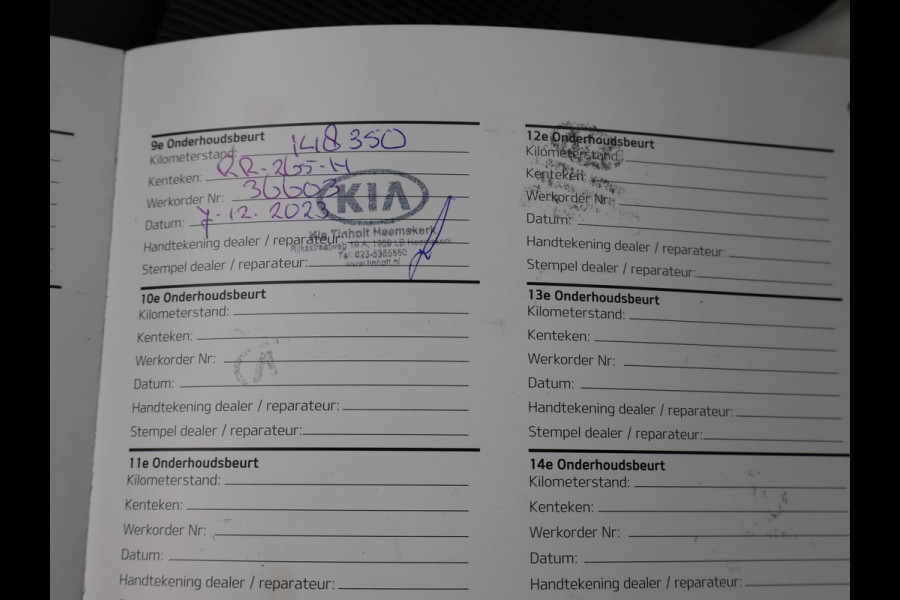 9e Onderhoudsbeurt
Kilometerstand: 148350
Kenteken: RR-265-N
Werkorder Nr: 36603
Datum: 7-12-2023
KIA
Handtekening dealer / reparateur:
Kia Tinholt Heemskerk
Stempel dealer / reparateur:
www.tinholt.nl
10e Onderhoudsbeurt
Kilometerstand:
Kenteken:
Werkorder Nr:
Datum:
Handtekening dealer / reparateur:
Stempel dealer / reparateur:
11e Onderhoudsbeurt
Kilometerstand:
Kenteken:
Werkorder Nr:
Datum:
Handtekening dealer / reparateur:
12e Onderhoudsbeurt
Kilometerstand:
Kenteken:
Werkorder Nr:
Datum:
Handtekening dealer / reparateur:
Stempel dealer / reparateur:
13e Onderhoudsbeurt
Kilometerstand:
Kenteken:
Werkorder Nr:
Datum:
Handtekening dealer / reparateur:
Stempel dealer / reparateur:
14e Onderhoudsbeurt
Kilometerstand:
Kenteken:
Werkorder Nr:
Datum:
Handtekening dealer / reparateur: